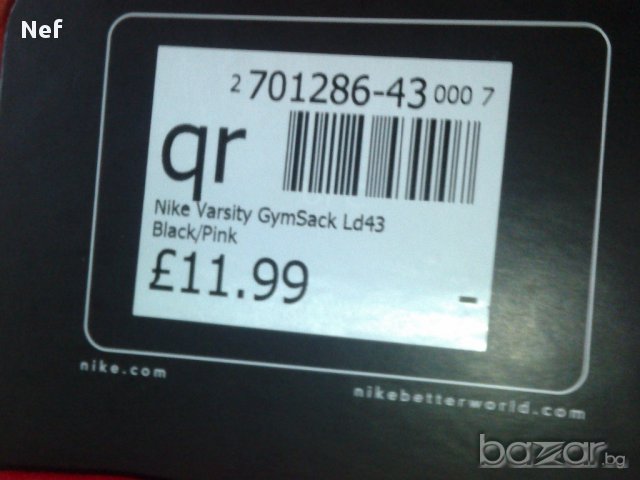 Nef
2 701286-43 000 7
qr
Nike Varsity GymSack Ld43
Black/Pink
£11.99
nike.com
nikebetterworld.com
bazar.bg